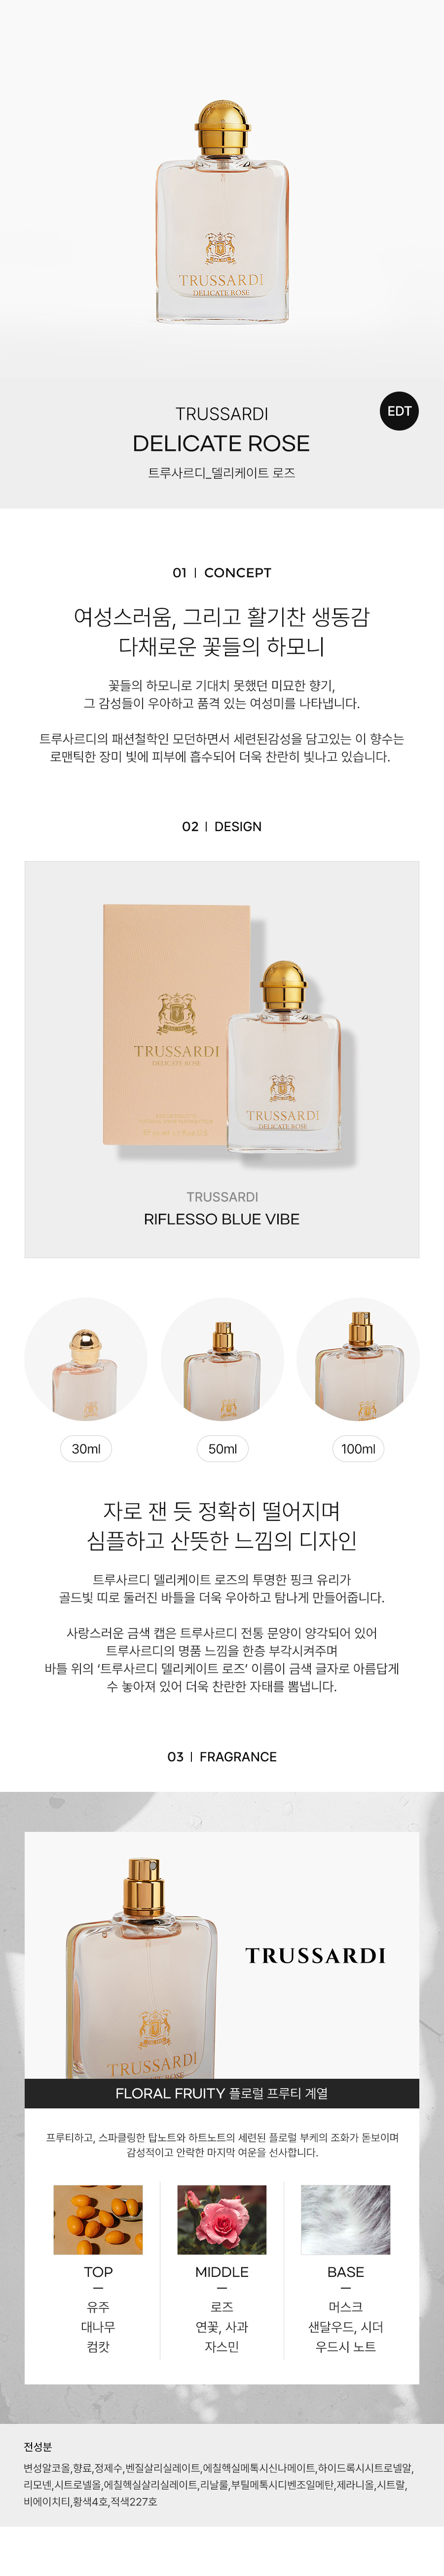 TRUSSARDI
DELICATE ROSE
EDT
TRUSSARDI
DELICATE ROSE
트루사르디_델리케이트 로즈
01 | CONCEPT
여성스러움, 그리고 활기찬 생동감
다채로운 꽃들의 하모니
꽃들의 하모니로 기대치 못했던 미묘한 향기,
그 감성들이 우아하고 품격 있는 여성미를 나타냅니다.
트루사르디의 패션철학인 모던하면서 세련된감성을 담고있는 이 향수는
로맨틱한 장미 빛에 피부에 흡수되어 더욱 찬란히 빛나고 있습니다.
02 | DESIGN
TRUSSARDI
DELICATE ROSE
TRUSSARDI
DELICATE ROSE
TRUSSARDI
RIFLESSO BLUE VIBE
30ml
50ml
100ml
자로 잰 듯 정확히 떨어지며
심플하고 산뜻한 느낌의 디자인
트루사르디 델리케이트 로즈의 투명한 핑크 유리가
골드빛 띠로 둘러진 바틀을 더욱 우아하고 탐나게 만들어줍니다.
사랑스러운 금색 캡은 트루사르디 전통 문양이 양각되어 있어
트루사르디의 명품 느낌을 한층 부각시켜주며
바틀 위의 ‘트루사르디 델리케이트 로즈’ 이름이 금색 글자로 아름답게
수 놓아져 있어 더욱 찬란한 자태를 뽐냅니다.
03 | FRAGRANCE
TRUSSARDI
TRUSSARDI
FLORAL FRUITY 플로럴 프루티 계열
프루티하고, 스파클링한 탑노트와 하트노트의 세련된 플로럴 부케의 조화가 돋보이며
감성적이고 안락한 마지막 여운을 선사합니다.
TOP
유주
대나무
컴캇
MIDDLE
로즈
연꽃, 사과
자스민
BASE
머스크
샌달우드, 시더
우드시 노트
전성분
변성알코올,향료,정제수,벤질살리실레이트,에칠헥실메톡시신나메이트,하이드록시시트로넬알,
리모넨,시트로넬올,에칠헥실살리실레이트,리날룰,부틸메톡시디벤조일메탄,제라니올,시트랄,
비에이치티,황색4호,적색227호